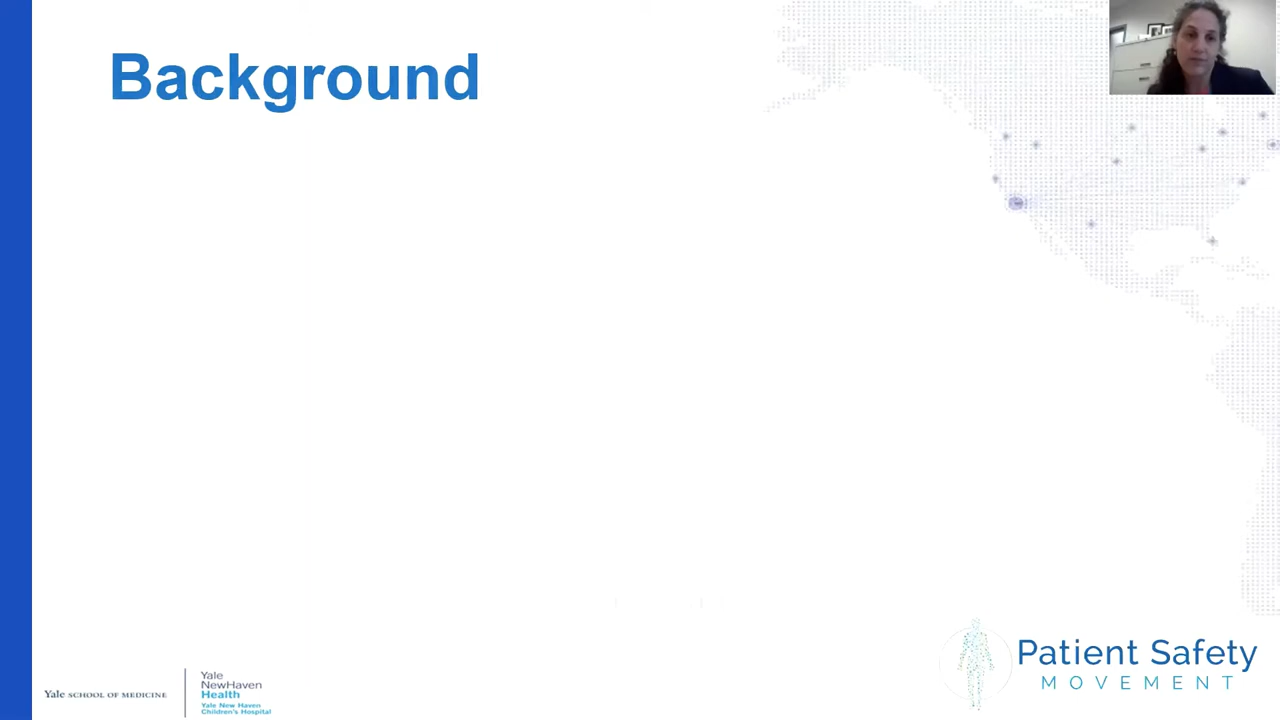 Background
Yale SCHOOL OF MEDICINE
Yale
NewHaven
Health
Yale New Haven
Children's Hospital
Patient Safety
MOVEMENT